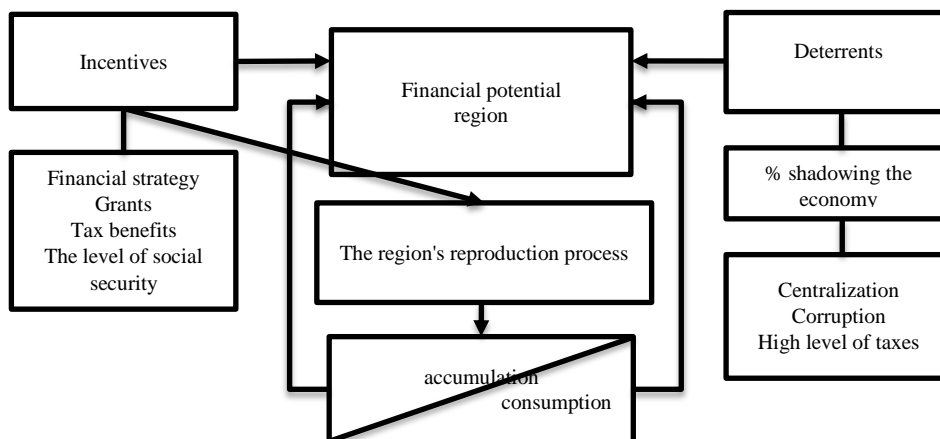 Incentives
Financial potential
region
Deterrents
Financial strategy
Grants
Tax benefits
The level of social
security
% shadowing the
economy
The region's reproduction process
Centralization
Corruption
High level of taxes
accumulation
consumption